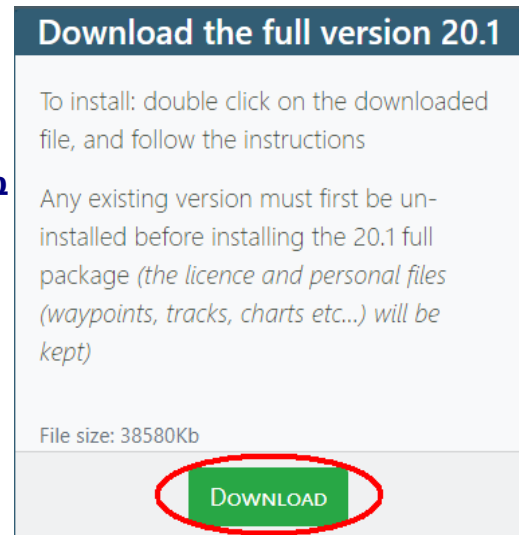 Download the full version 20.1
To install: double click on the downloaded
file, and follow the instructions
Any existing version must first be un-
installed before installing the 20.1 full
package (the licence and personal files
(waypoints, tracks, charts etc...) will be
kept)
File size: 38580Kb
Download